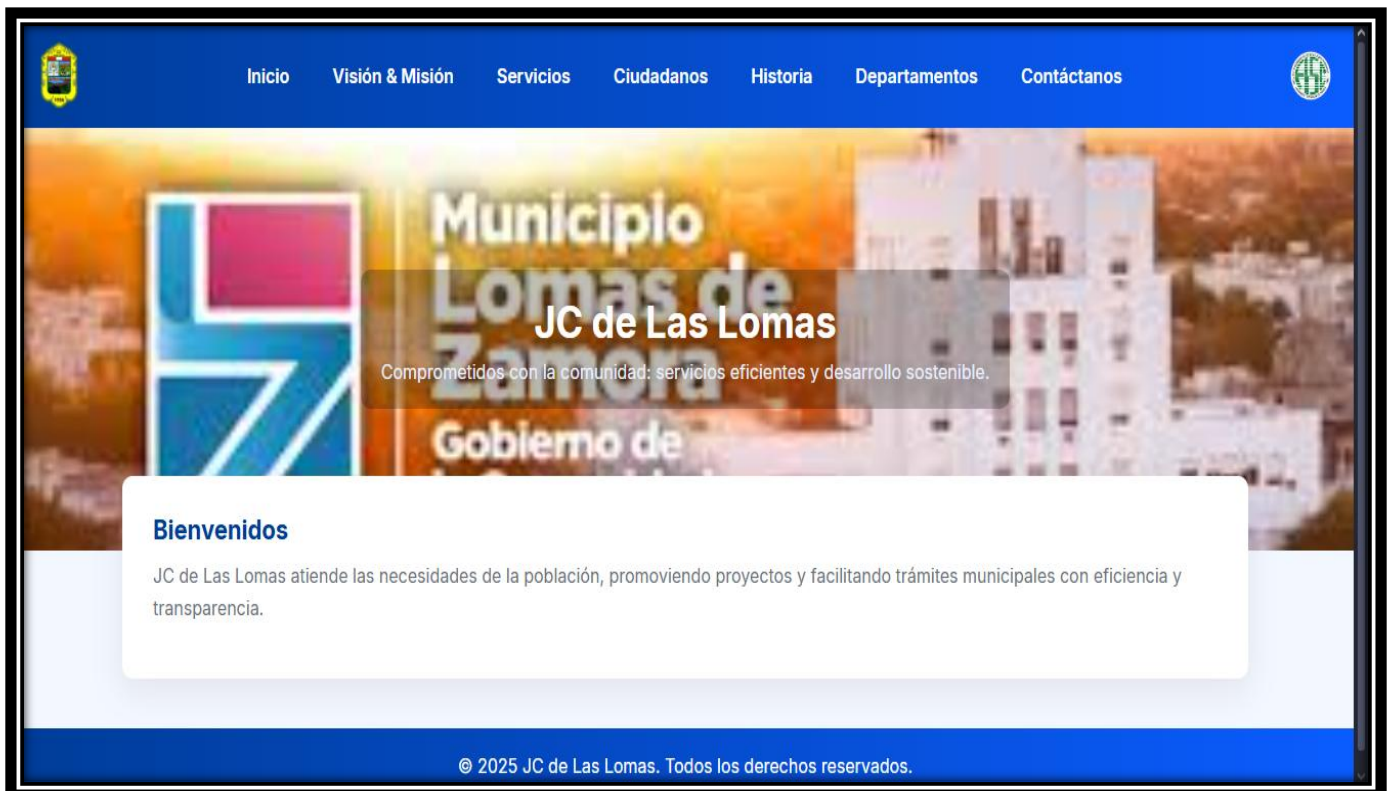 Inicio Visión & Misión Servicios Ciudadanos Historia Departamentos Contáctanos
Municipio
Lomas de
Zamora
Gobierno de
JC de Las Lomas
Comprometidos con la comunidad: servicios eficientes y desarrollo sostenible.
Bienvenidos
JC de Las Lomas atiende las necesidades de la población, promoviendo proyectos y facilitando trámites municipales con eficiencia y
transparencia.
© 2025 JC de Las Lomas. Todos los derechos reservados.